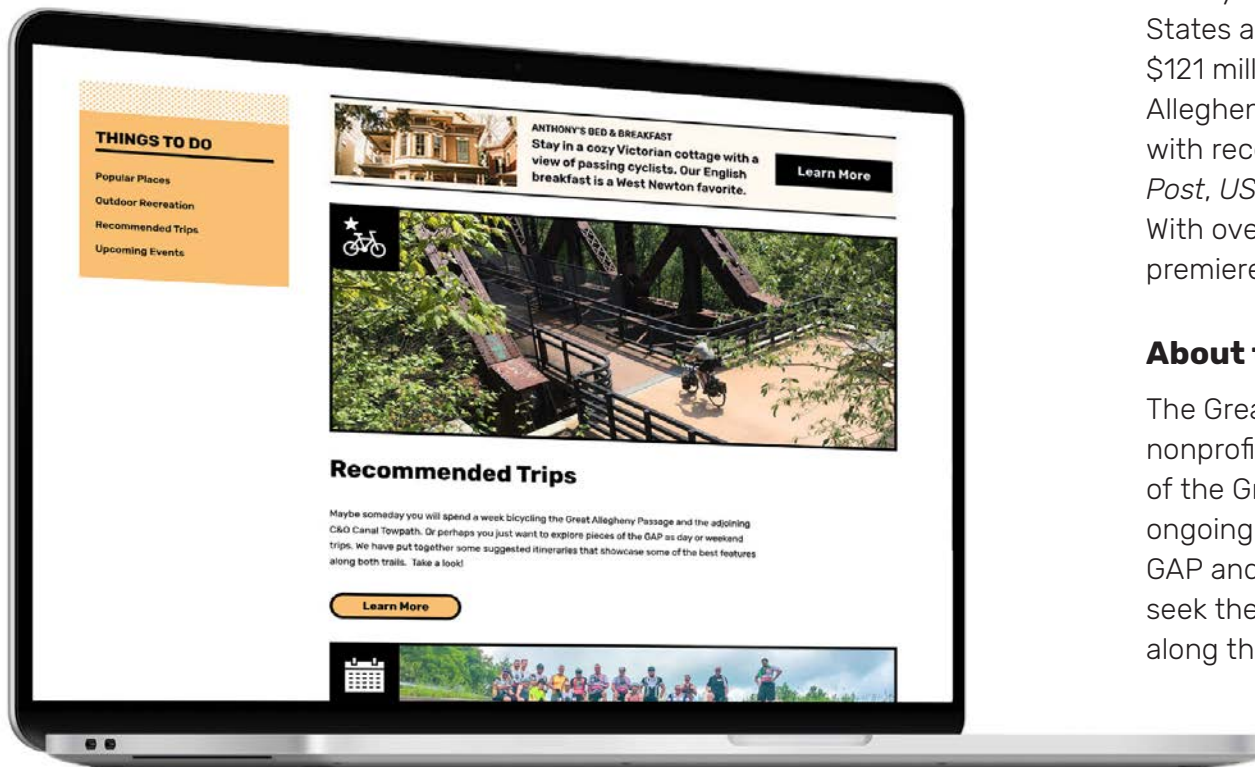 THINGS TO DO
Popular Places
Outdoor Recreation
Recommended Trips
Upcoming Events
ANTHONY'S BED & BREAKFAST
Stay in a cozy Victorian cottage with a
view of passing cyclists. Our English
breakfast is a West Newton favorite.
Learn More
Recommended Trips
Maybe someday you will spend a week bicycling the Great Allegheny Passage and the adjoining
C&O Canal Towpath. Or perhaps you just want to explore pieces of the GAP as day or weekend
trips. We have put together some suggested itineraries that showcase some of the best features
along both trails. Take a look!
Learn More
States a
$121 mill
Allegher
with reco
Post, US
With ove
premiere
About
The Grea
nonprofi
of the Gr
ongoing
GAP and
seek the
along th